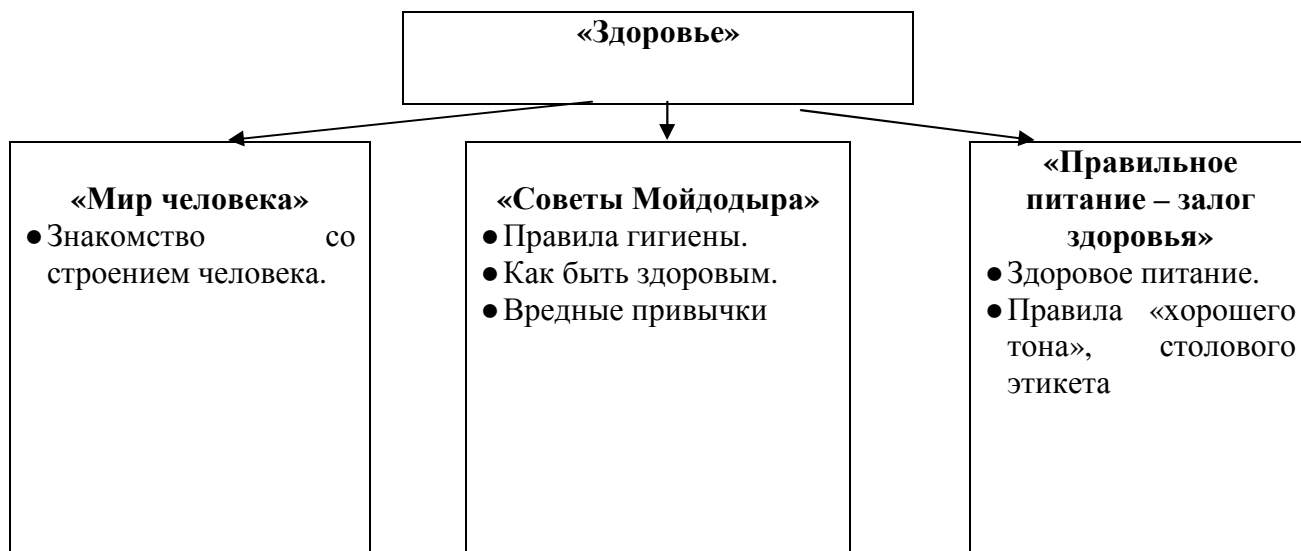 «Здоровье»
«Мир человека»
● Знакомство со
строением человека.
«Советы Мойдодыра»
● Правила гигиены.
● Как быть здоровым.
● Вредные привычки
«Правильное
питание – залог
здоровья»
● Здоровое питание.
● Правила «хорошего
тона», столового
этикета